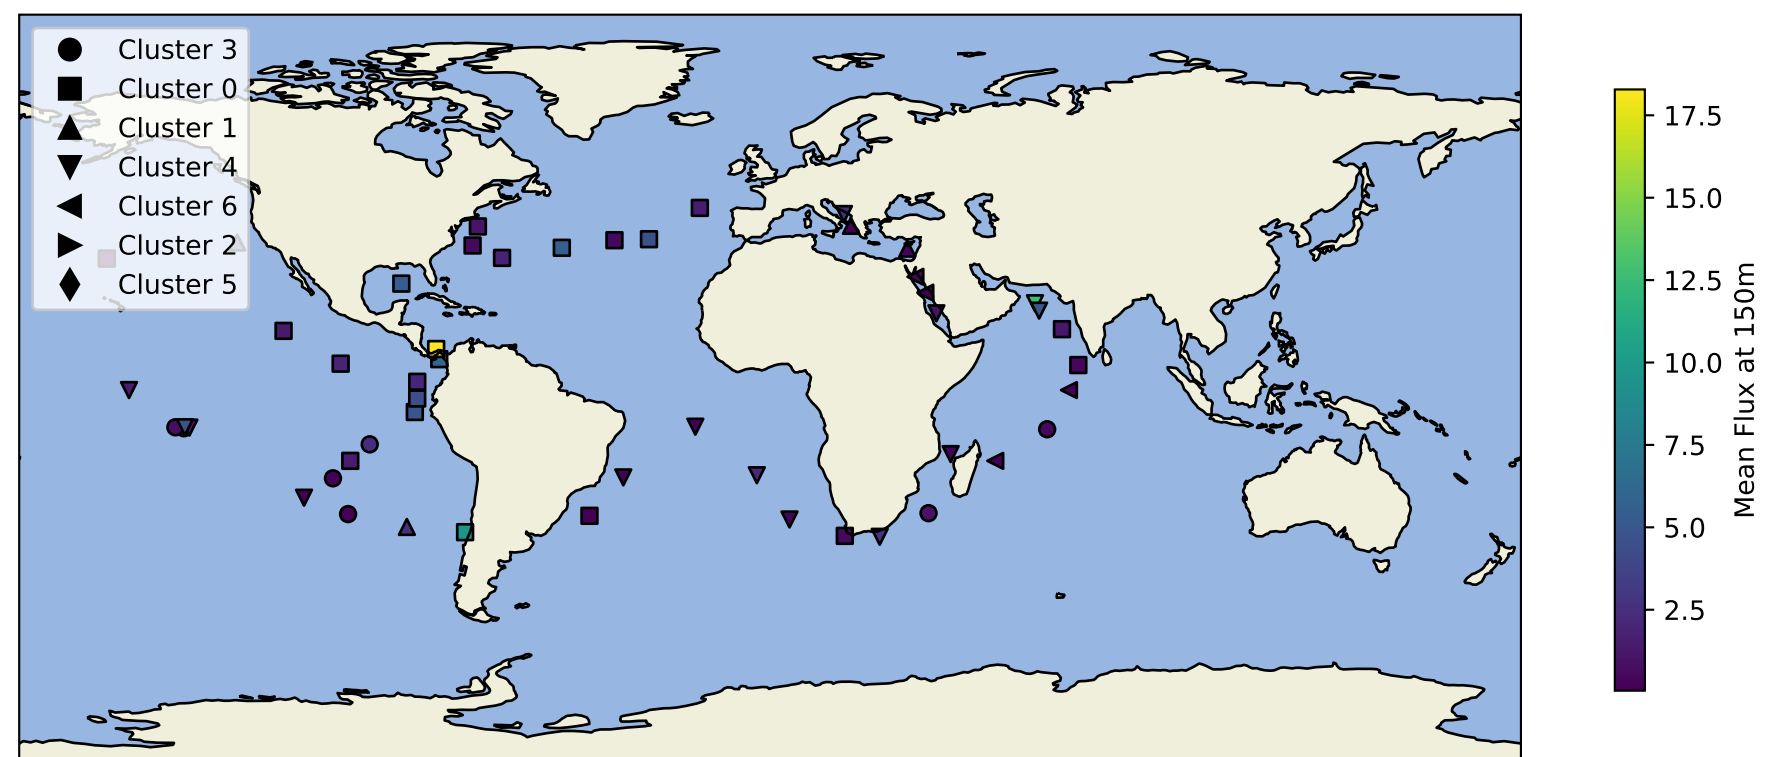 Cluster 3
Cluster 0
Cluster 1
Cluster 4
Cluster 6
Cluster 2
Cluster 5
17.5
15.0
12.5
10.0
7.5
5.0
2.5
Mean Flux at 150m